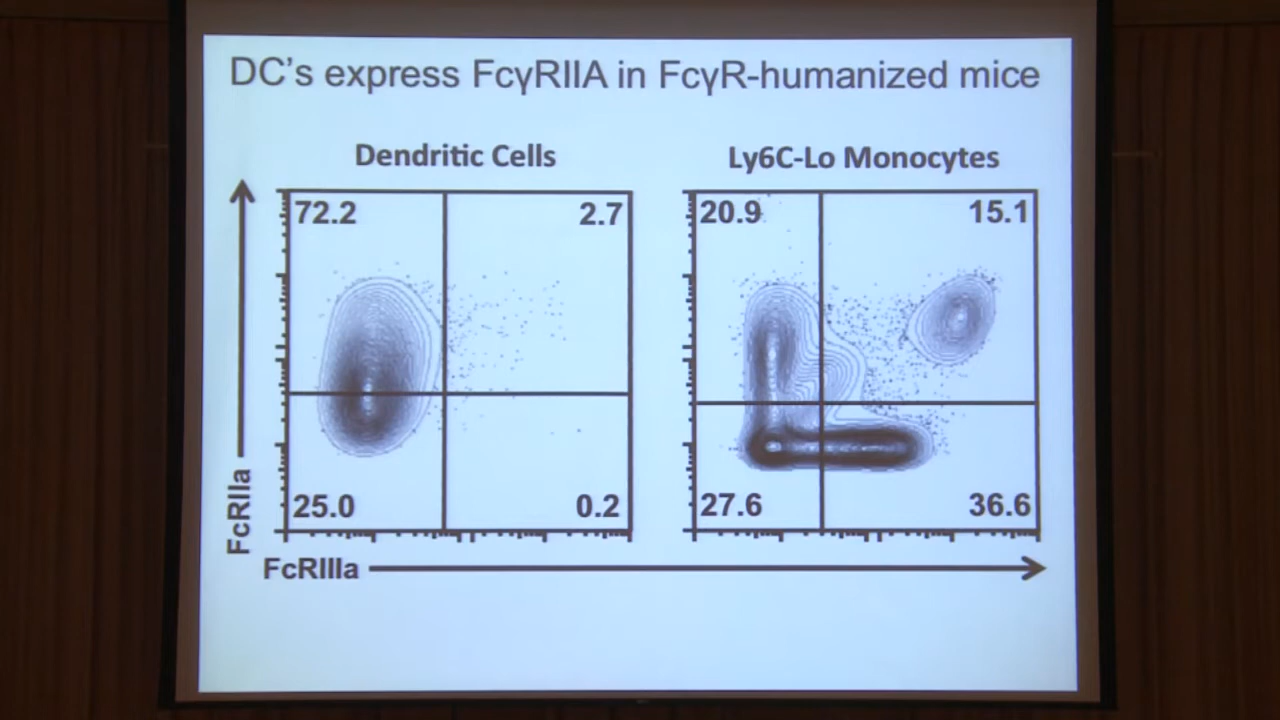 DC's express FcγRIIA in FcγR-humanized mice
Dendritic Cells
72.2
2.7
25.0
0.2
Ly6C-Lo Monocytes
20.9
15.1
27.6
36.6
FcRIIa
FcRIIIa